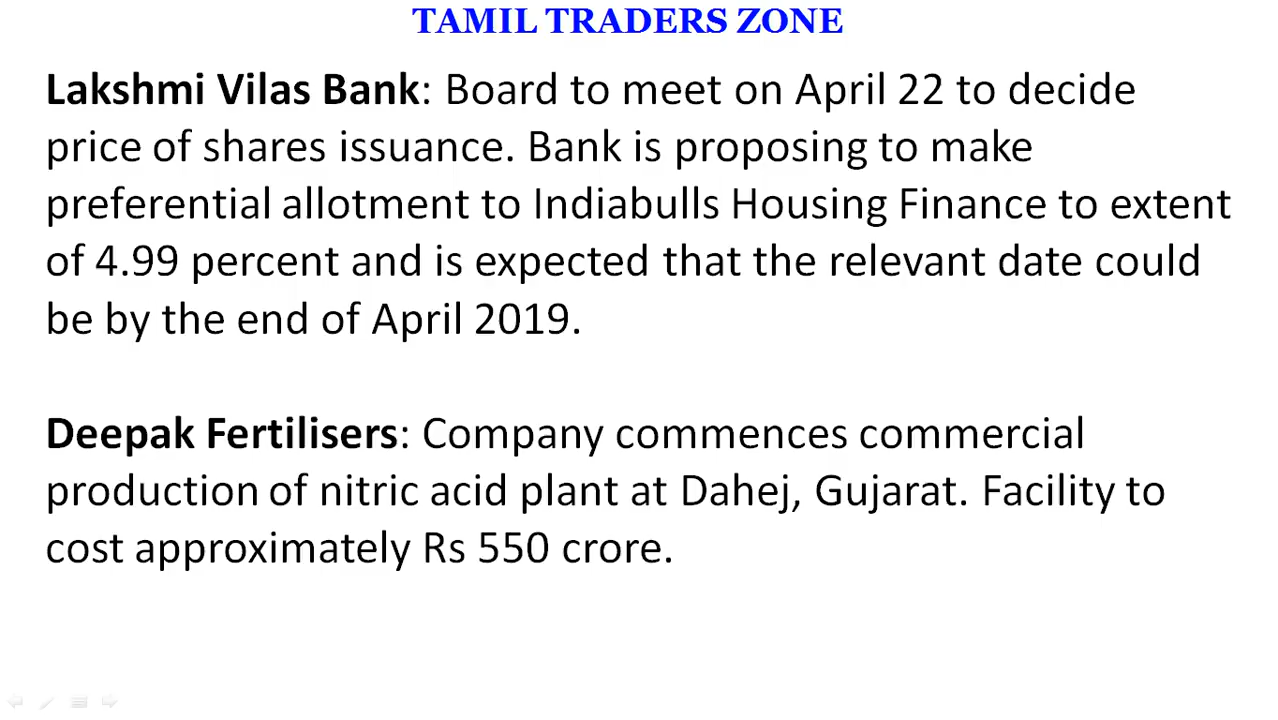 TAMIL TRADERS ZONE
Lakshmi Vilas Bank: Board to meet on April 22 to decide
price of shares issuance. Bank is proposing to make
preferential allotment to Indiabulls Housing Finance to extent
of 4.99 percent and is expected that the relevant date could
be by the end of April 2019.
Deepak Fertilisers: Company commences commercial
production of nitric acid plant at Dahej, Gujarat. Facility to
cost approximately Rs 550 crore.